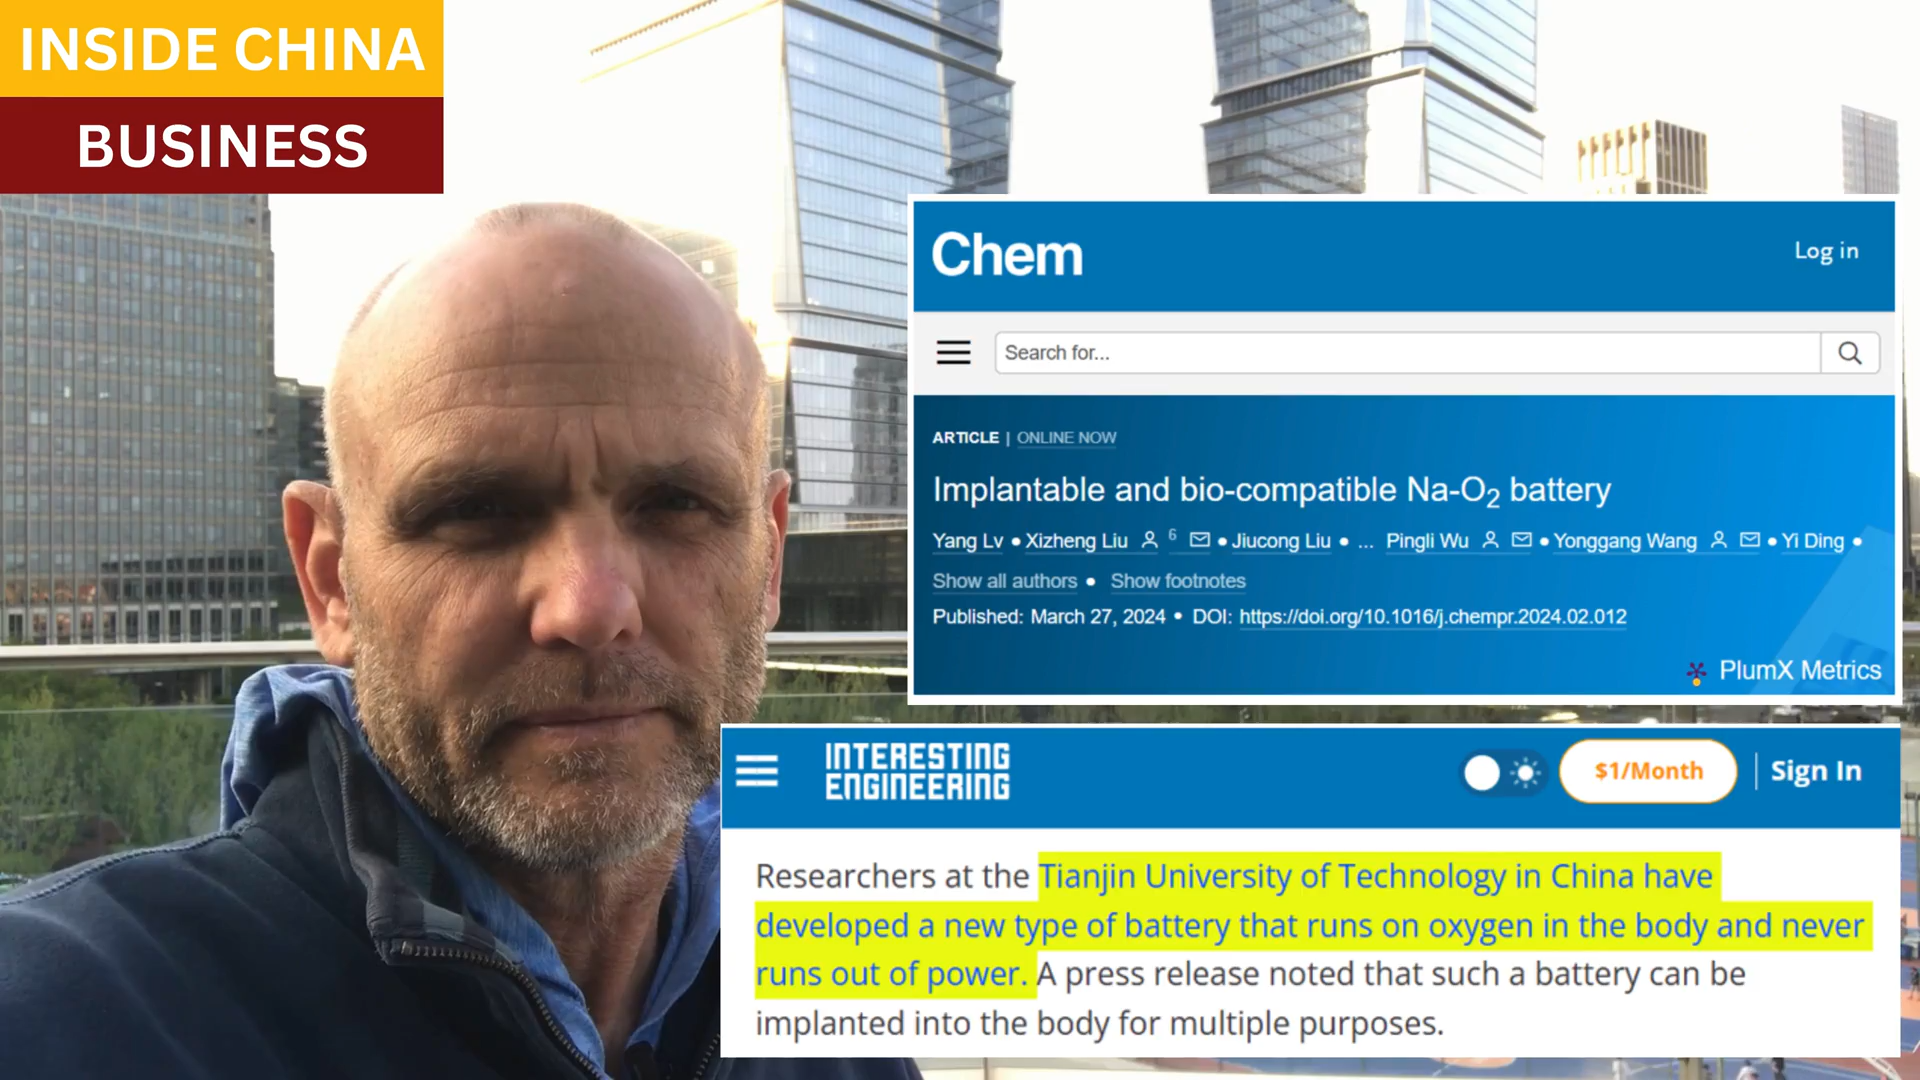 INSIDE CHINA
BUSINESS
Chem
Log in
Search for...
ARTICLE | ONLINE NOW
Implantable and bio-compatible Na-O₂ battery
Yang Lv • Xizheng Liu 6 • Jiucong Liu • ... Pingli Wu • Yonggang Wang • Yi Ding •
Show all authors • Show footnotes
Published: March 27, 2024 • DOI: https://doi.org/10.1016/j.chempr.2024.02.012
PlumX Metrics
INTERESTING
ENGINEERING
$1/Month
Sign In
Researchers at the Tianjin University of Technology in China have
developed a new type of battery that runs on oxygen in the body and never
runs out of power. A press release noted that such a battery can be
implanted into the body for multiple purposes.